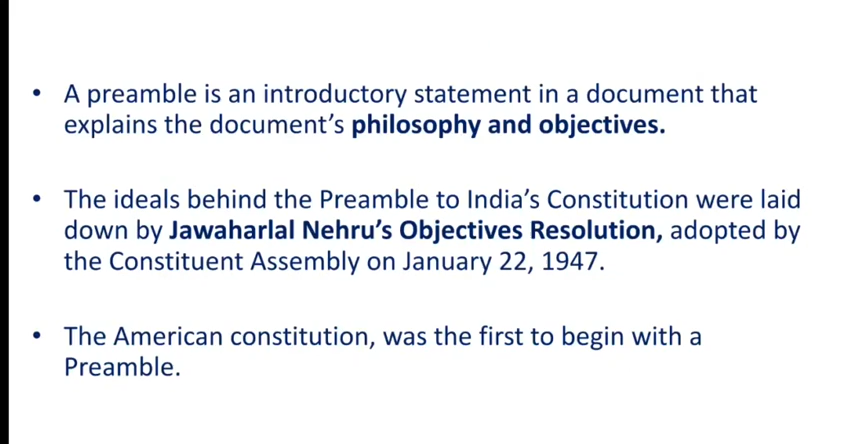 • A preamble is an introductory statement in a document that
explains the document’s philosophy and objectives.
• The ideals behind the Preamble to India’s Constitution were laid
down by Jawaharlal Nehru’s Objectives Resolution, adopted by
the Constituent Assembly on January 22, 1947.
• The American constitution, was the first to begin with a
Preamble.